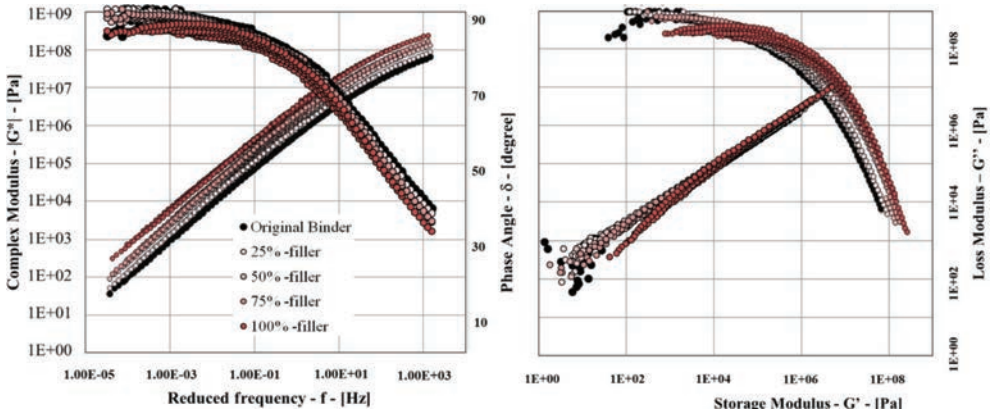 1E+09
1E+08
1E+07
1E+06
1E+05
1E+04
1E+03
1E+02
1E+01
1E+00
Complex Modulus - |G*| - [Pa]
1.00E-05
1.00E-03
1.00E-01
1.00E+01
1.00E+03
Reduced frequency - f - [Hz]
Original Binder
25% -filler
50% -filler
75% -filler
100% -filler
90
70
50
30
10
Phase Angle - δ - [degree]
1E+00
1E+02
1E+04
1E+06
1E+08
Storage Modulus - G' - [Pa]
1E+08
1E+06
1E+04
1E+02
1E+00
Loss Modulus – G'' - [Pa]